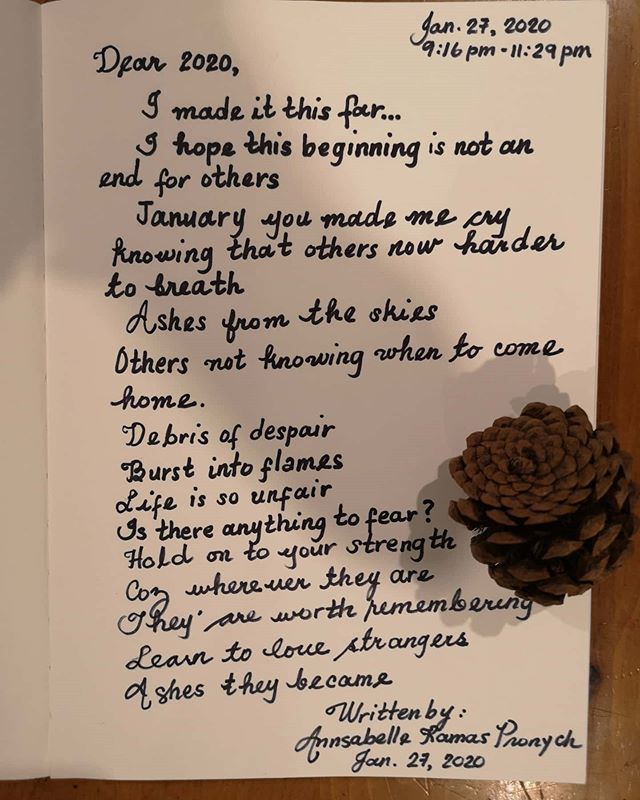 Jan. 27, 2020
9:16pm - 11:29pm
Dear 2020,
I made it this far...
I hope this beginning is not an
end for others
January you made me cry
knowing that others now harder
to breath
Ashes from the skies
Others not knowing when to come
home.
Debris of despair
Burst into flames
Life is so unfair
Is there anything to fear?
Hold on to your strength
Coz wherever they are
They' are worth remembering
Learn to love strangers
Ashes they became
Written by:
Annsabelle Ramas Pronych
Jan. 27, 2020